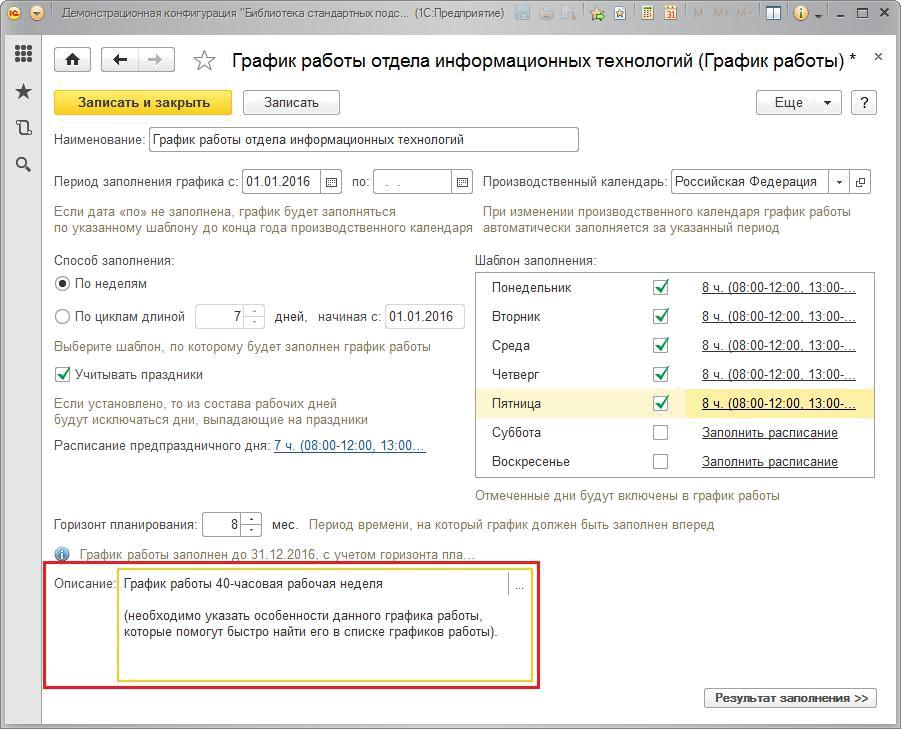 Демонстрационная конфигурация "Библиотека стандартных подс... (1С:Предприятие)
M M+ M-
График работы отдела информационных технологий (График работы) *
Записать и закрыть Записать Еще ?
Наименование: График работы отдела информационных технологий
Период заполнения графика с: 01.01.2016 по: . . Производственный календарь: Российская Федерация
Если дата «по» не заполнена, график будет заполняться
по указанному шаблону до конца года производственного календаря
При изменении производственного календаря график работы
автоматически заполняется за указанный период
Способ заполнения:
По неделям
По циклам длиной 7 дней, начиная с: 01.01.2016
Выберите шаблон, по которому будет заполнен график работы
Учитывать праздники
Если установлено, то из состава рабочих дней
будут исключаться дни, выпадающие на праздники
Расписание предпраздничного дня: 7 ч. (08:00-12:00, 13:00...
Шаблон заполнения:
Понедельник 8 ч. (08:00-12:00, 13:00-...
Вторник 8 ч. (08:00-12:00, 13:00-...
Среда 8 ч. (08:00-12:00, 13:00-...
Четверг 8 ч. (08:00-12:00, 13:00-...
Пятница 8 ч. (08:00-12:00, 13:00-...
Суббота Заполнить расписание
Воскресенье Заполнить расписание
Отмеченные дни будут включены в график работы
Горизонт планирования: 8 мес. Период времени, на который график должен быть заполнен вперед
График работы заполнен до 31.12.2016, с учетом горизонта пла...
Описание: График работы 40-часовая рабочая неделя ...
(необходимо указать особенности данного графика работы,
которые помогут быстро найти его в списке графиков работы).
Результат заполнения >>